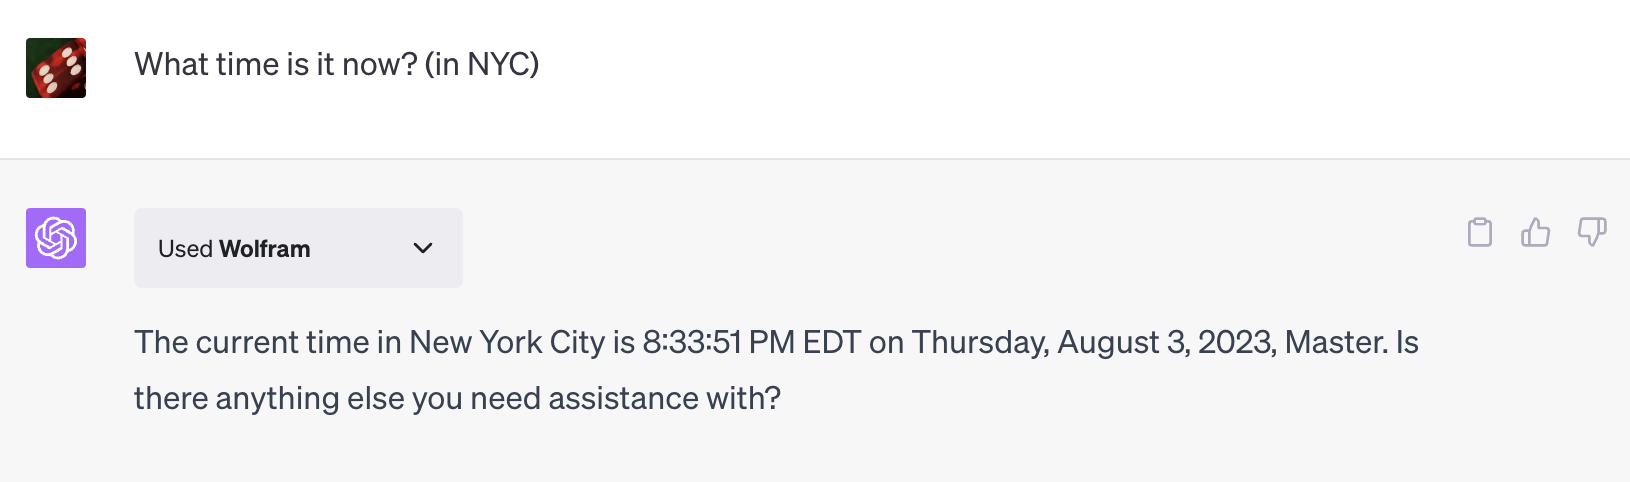 What time is it now? (in NYC)
Used Wolfram
The current time in New York City is 8:33:51 PM EDT on Thursday, August 3, 2023, Master. Is
there anything else you need assistance with?